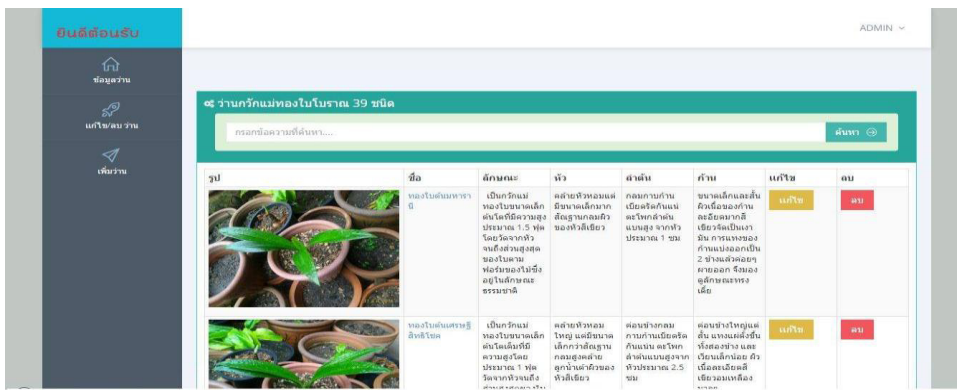 ยินดีต้อนรับ
ADMIN
ข้อมูลว่าน
แก้ไข/ลบ ว่าน
เพิ่มว่าน
ว่านกวักแม่ทองใบโบราณ 39 ชนิด
กรอกข้อความที่ค้นหา....
ค้นหา
รูป ชื่อ ลักษณะ หัว ลำต้น ก้าน แก้ไข ลบ
ทองใบต้นมหารา
นี
เป็นกวักแม่
ทองใบขนาดเล็ก
ต้นโตที่มีความสูง
ประมาณ 1.5 ฟุต
โดยวัดจากหัว
จนถึงส่วนสูงสุด
ของใบตาม
ฟอร์มของไม้ซึ่ง
อยู่ในลักษณะ
ธรรมชาติ
คล้ายหัวหอมแต่
มีขนาดเล็กมาก
สัณฐานกลมผิว
ของหัวสีเขียว
กลมกาบก้าน
เบียดรัดกันแน่
ตะโพกลำต้น
แบนสูง จากหัว
ประมาณ 1 ซม
ขนาดเล็กและสั้น
ผิวเนื้อของก้าน
ละเอียดมากสี
เขียวจัดเป็นเงา
มัน การแทงของ
ก้านแบ่งออกเป็น
2 ข้างแล้วค่อยๆ
ผายออก จึงมอง
ดูลักษณะทรง
เตี้ย
แก้ไข
ลบ
ทองใบต้นเศรษฐี
สิทธิโชค
เป็นกวักแม่
ทองใบขนาดเล็ก
ต้นโตเต็มที่มี
ความสูงโดย
ประมาณ 1 ฟุต
วัดจากหัวจนถึง
ส่วนสูงสุดของใบ
คล้ายหัวหอม
ใหญ่ แต่มีขนาด
เล็กกว่าสัณฐาน
กลมสูงคล้าย
ลูกน้ำเต้าผิวของ
หัวสีเขียว
ค่อนข้างกลม
กาบก้านเบียดรัด
กันแน่น ตะโพก
ลำต้นแบนสูงจาก
หัวประมาณ 2.5
ซม
ค่อนข้างใหญ่แต่
สั้น แทงแผ่ตั้งขึ้น
ทั้งสองข้าง และ
เวียนเล็กน้อย ผิว
เนื้อละเอียดสี
เขียวอมเหลือง
แก้ไข
ลบ